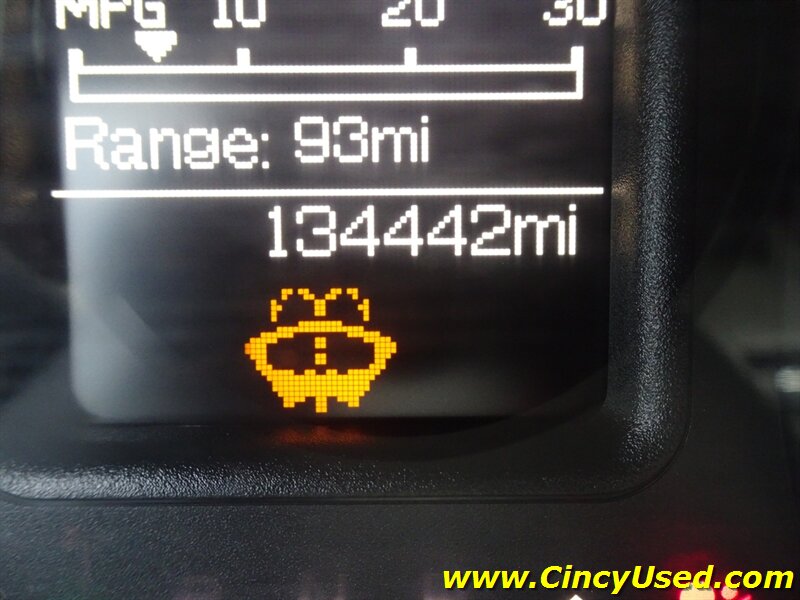 MPG 10 20 30
Range: 93mi
134442mi
www.CincyUsed.com